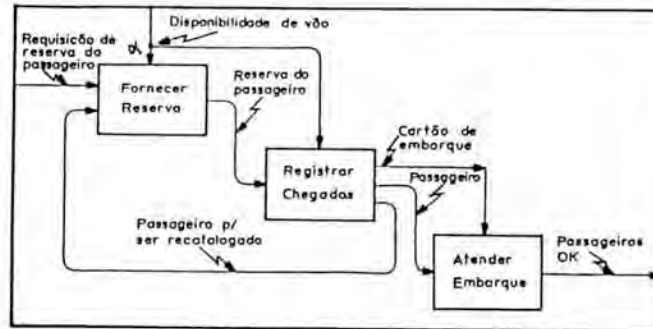 Disponibilidade de vôo
Requisicão de
reserva do
passageiro
α
Fornecer
Reserva
Reserva do
passageiro
Cartão de
embarque
Registrar
Chegadas
Passageiro
Passageiro p/
ser recatalogado
Atender
Embarque
Passageiros
OK